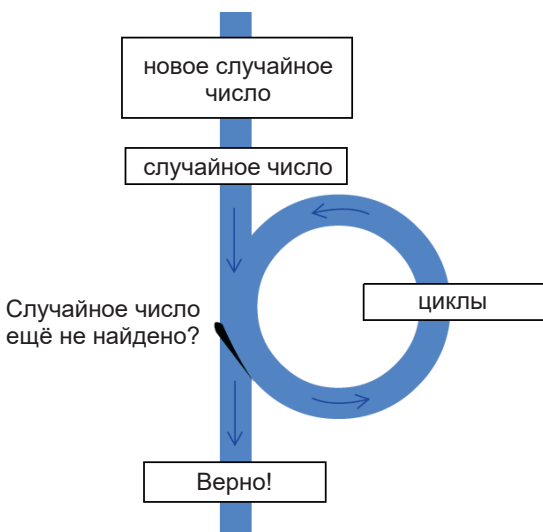 новое случайное
число
случайное число
циклы
Случайное число
ещё не найдено?
Верно!